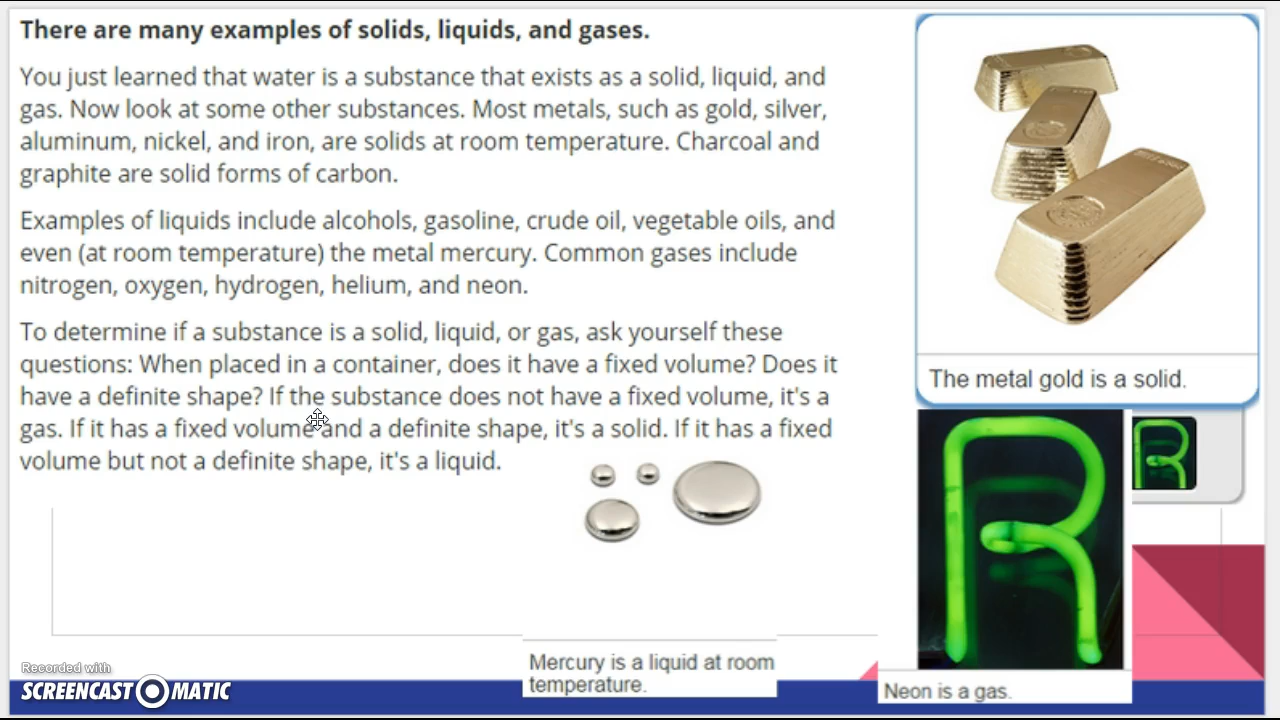 There are many examples of solids, liquids, and gases.
You just learned that water is a substance that exists as a solid, liquid, and
gas. Now look at some other substances. Most metals, such as gold, silver,
aluminum, nickel, and iron, are solids at room temperature. Charcoal and
graphite are solid forms of carbon.
Examples of liquids include alcohols, gasoline, crude oil, vegetable oils, and
even (at room temperature) the metal mercury. Common gases include
nitrogen, oxygen, hydrogen, helium, and neon.
To determine if a substance is a solid, liquid, or gas, ask yourself these
questions: When placed in a container, does it have a fixed volume? Does it
have a definite shape? If the substance does not have a fixed volume, it's a
gas. If it has a fixed volume and a definite shape, it's a solid. If it has a fixed
volume but not a definite shape, it's a liquid.
The metal gold is a solid.
R
R
Mercury is a liquid at room
temperature.
Neon is a gas.
Recorded with
SCREENCAST MATIC